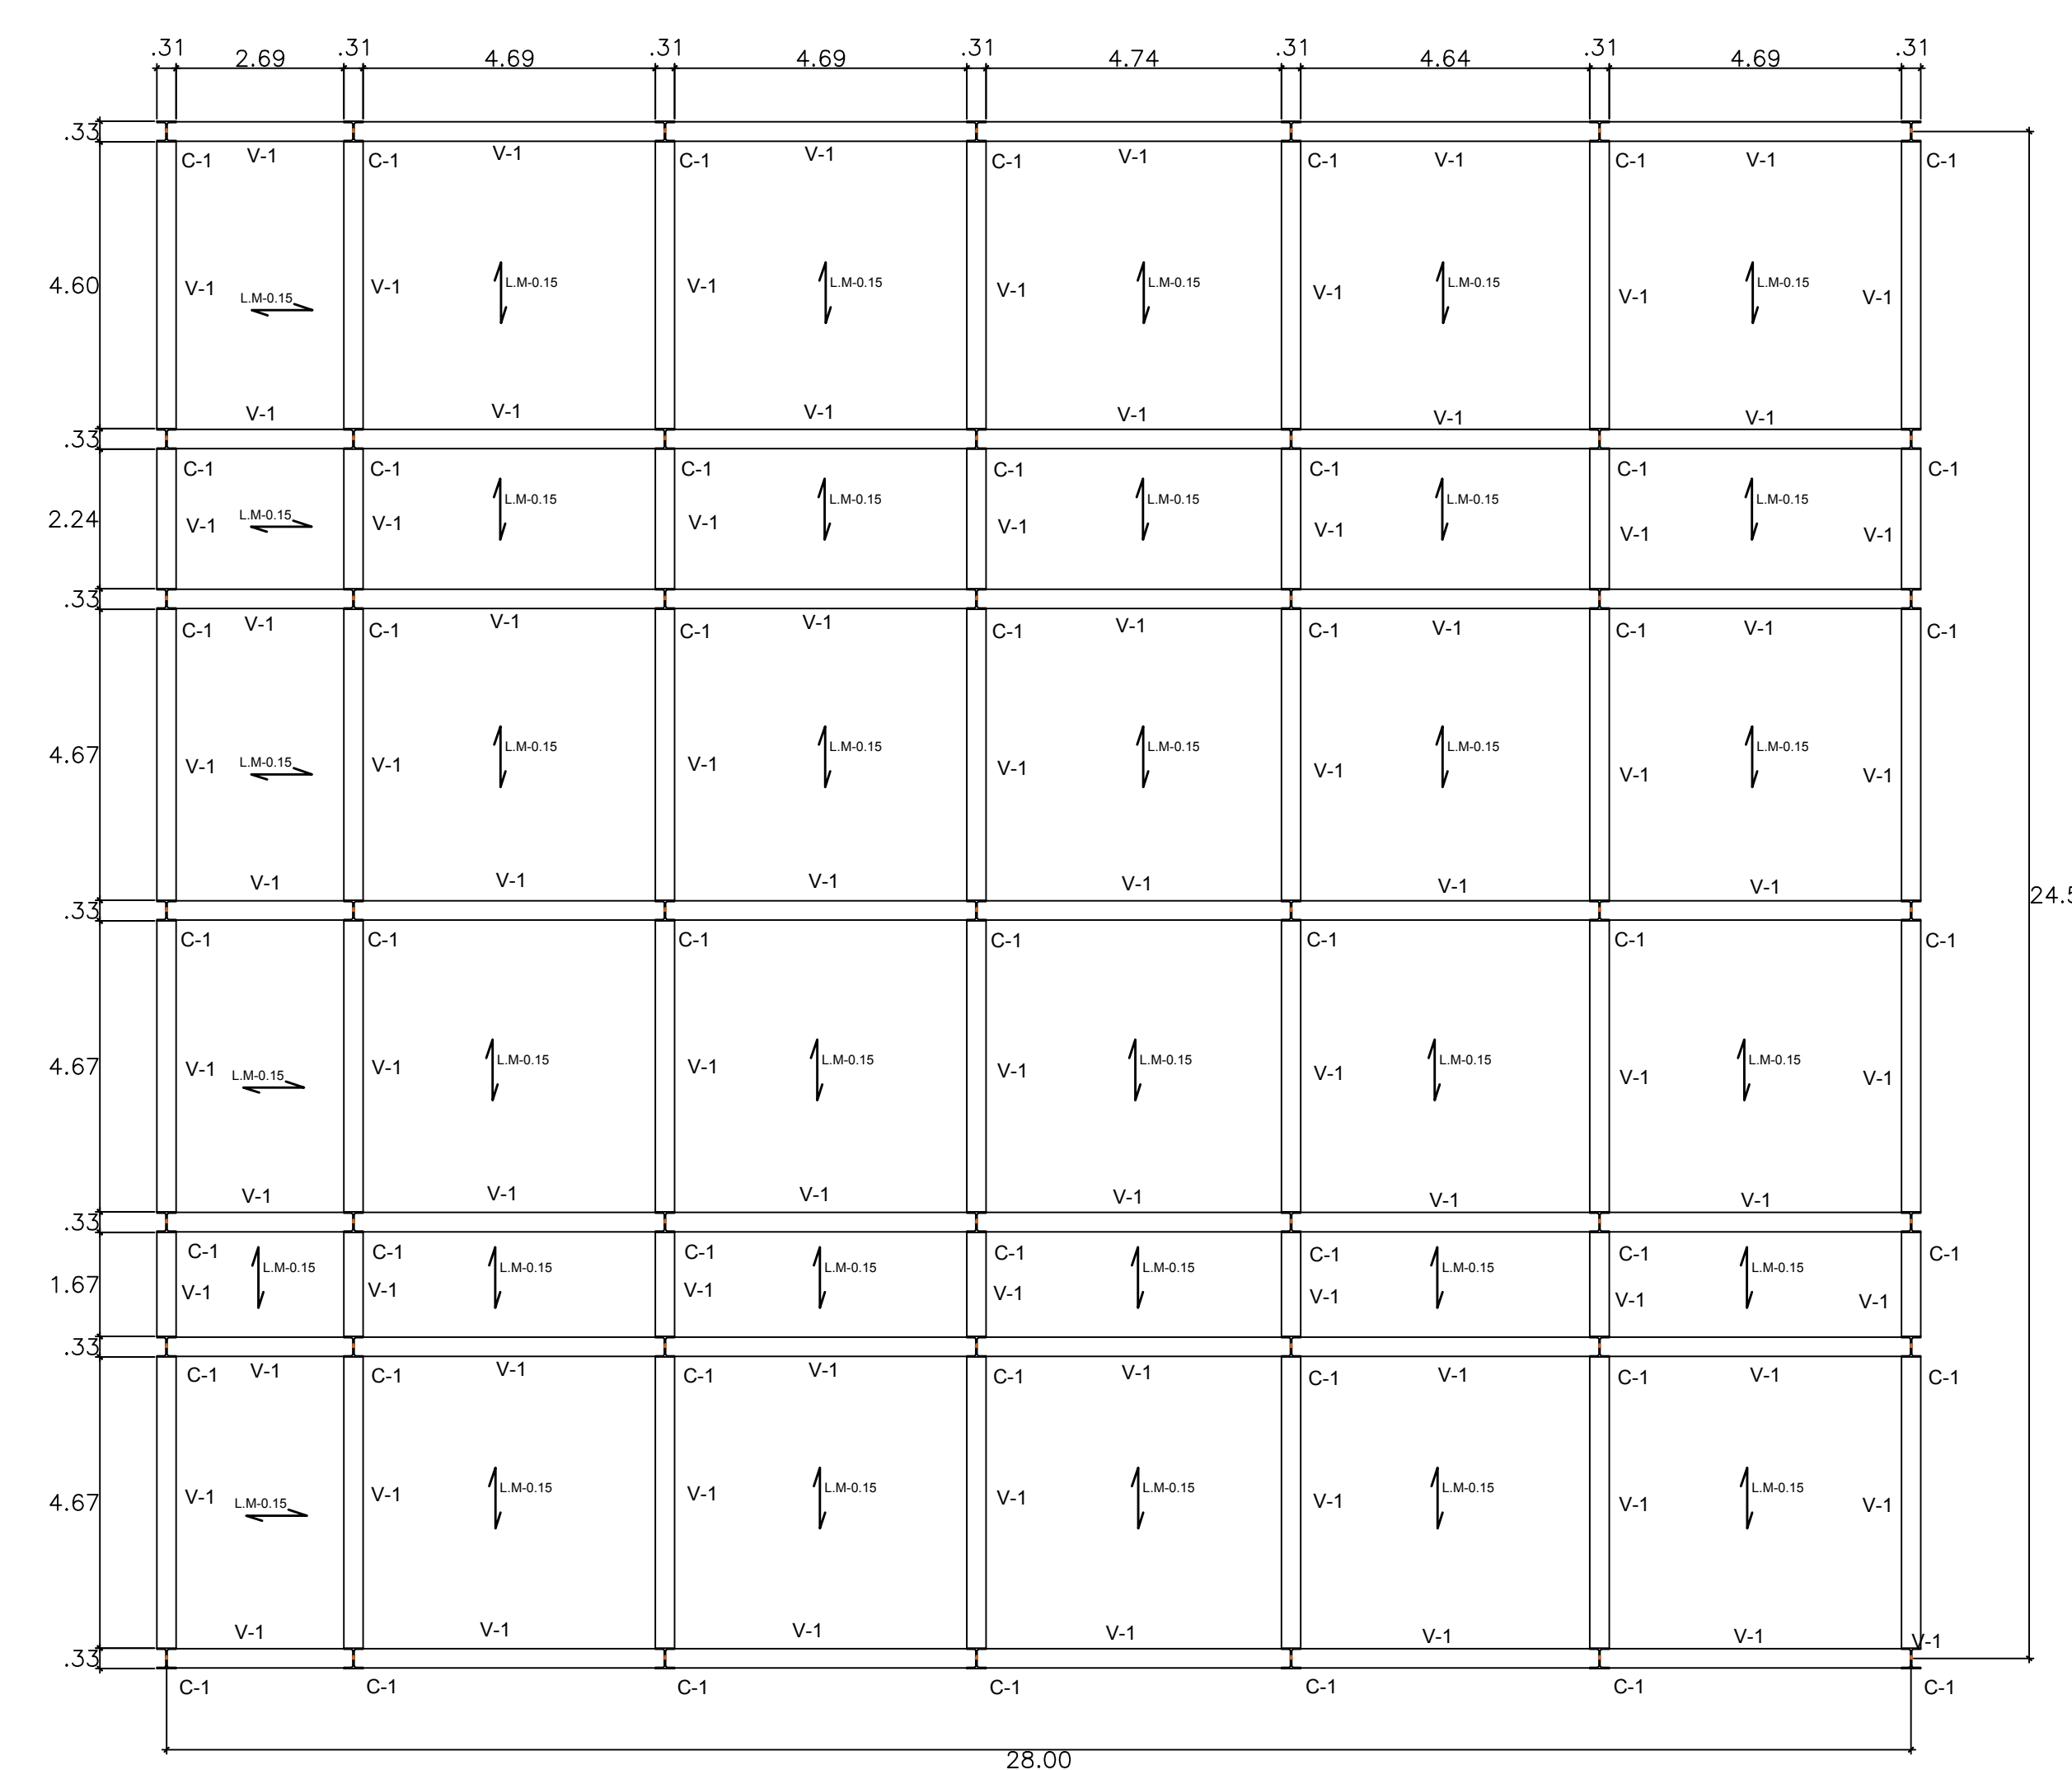 .31 .31 .31 .31 .31 .31 .31
2.69 4.69 4.69 4.74 4.64 4.69
.33
C-1 V-1 C-1 V-1 C-1 V-1 C-1 V-1 C-1 V-1 C-1 V-1 C-1
4.60 V-1 L.M-0.15 V-1 L.M-0.15 V-1 L.M-0.15 V-1 L.M-0.15 V-1 L.M-0.15 V-1 L.M-0.15 V-1
V-1 V-1 V-1 V-1 V-1 V-1
.33
C-1 C-1 C-1 C-1 C-1 C-1 C-1
2.24 V-1 L.M-0.15 V-1 L.M-0.15 V-1 L.M-0.15 V-1 L.M-0.15 V-1 L.M-0.15 V-1 L.M-0.15 V-1
.33
C-1 V-1 C-1 V-1 C-1 V-1 C-1 V-1 C-1 V-1 C-1 V-1 C-1
4.67 V-1 L.M-0.15 V-1 L.M-0.15 V-1 L.M-0.15 V-1 L.M-0.15 V-1 L.M-0.15 V-1 L.M-0.15 V-1
V-1 V-1 V-1 V-1 V-1 V-1
24.5
.33
C-1 C-1 C-1 C-1 C-1 C-1 C-1
4.67 V-1 L.M-0.15 V-1 L.M-0.15 V-1 L.M-0.15 V-1 L.M-0.15 V-1 L.M-0.15 V-1 L.M-0.15 V-1
V-1 V-1 V-1 V-1 V-1 V-1
.33
C-1 L.M-0.15 C-1 L.M-0.15 C-1 L.M-0.15 C-1 L.M-0.15 C-1 L.M-0.15 C-1 L.M-0.15 C-1
1.67 V-1 V-1 V-1 V-1 V-1 V-1 V-1
.33
C-1 V-1 C-1 V-1 C-1 V-1 C-1 V-1 C-1 V-1 C-1 V-1 C-1
4.67 V-1 L.M-0.15 V-1 L.M-0.15 V-1 L.M-0.15 V-1 L.M-0.15 V-1 L.M-0.15 V-1 L.M-0.15 V-1
V-1 V-1 V-1 V-1 V-1 V-1 V-1
.33
C-1 C-1 C-1 C-1 C-1 C-1 C-1
28.00